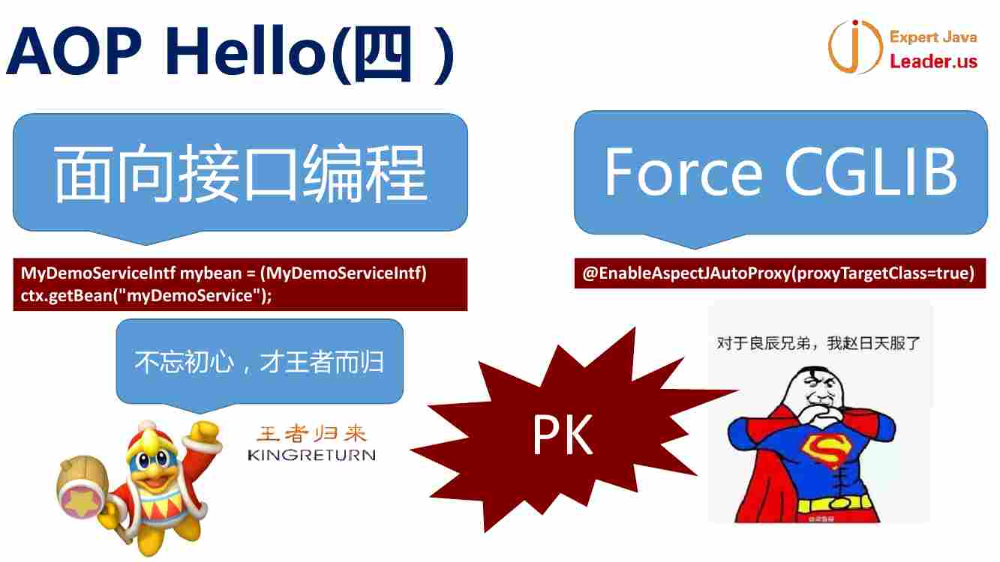 AOP Hello(四）
Expert Java
Leader.us
面向接口编程
Force CGLIB
MyDemoServiceIntf mybean = (MyDemoServiceIntf)
ctx.getBean("myDemoService");
@EnableAspectJAutoProxy(proxyTargetClass=true)
不忘初心，才王者而归
对于良辰兄弟，我赵日天服了
PK
王者归来
KINGRETURN
S